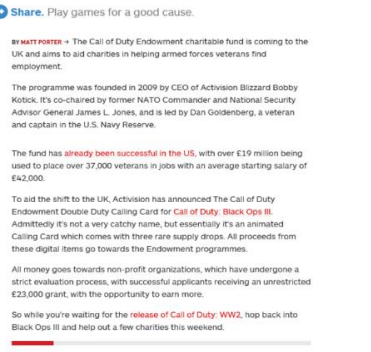 Share. Play games for a good cause.
BY MATT PORTER → The Call of Duty Endowment charitable fund is coming to the
UK and aims to aid charities in helping armed forces veterans find
employment.
The programme was founded in 2009 by CEO of Activision Blizzard Bobby
Kotick. It's co-chaired by former NATO Commander and National Security
Advisor General James L. Jones, and is led by Dan Goldenberg, a veteran
and captain in the U.S. Navy Reserve.
The fund has already been successful in the US, with over £19 million being
used to place over 37,000 veterans in jobs with an average starting salary of
£42,000.
To aid the shift to the UK, Activision has announced The Call of Duty
Endowment Double Duty Calling Card for Call of Duty: Black Ops III.
Admittedly it's not a very catchy name, but essentially it's an animated
Calling Card which comes with three rare supply drops. All proceeds from
these digital items go towards the Endowment programmes.
All money goes towards non-profit organizations, which have undergone a
strict evaluation process, with successful applicants receiving an unrestricted
£23,000 grant, with the opportunity to earn more.
So while you're waiting for the release of Call of Duty: WW2, hop back into
Black Ops III and help out a few charities this weekend.